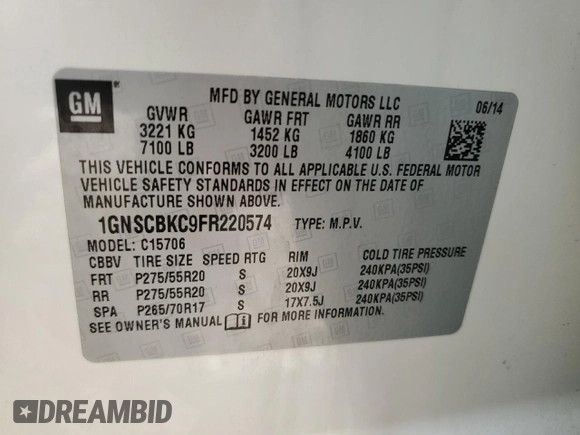 GM
MFD BY GENERAL MOTORS LLC 06/14
GVWR GAWR FRT GAWR RR
3221 KG 1452 KG 1860 KG
7100 LB 3200 LB 4100 LB
THIS VEHICLE CONFORMS TO ALL APPLICABLE U.S. FEDERAL MOTOR
VEHICLE SAFETY STANDARDS IN EFFECT ON THE DATE OF
MANUFACTURE SHOWN ABOVE.
1GNSCBKC9FR220574 TYPE: M.P.V.
MODEL: C15706
CBBV TIRE SIZE SPEED RTG RIM COLD TIRE PRESSURE
FRT P275/55R20 S 20X9J 240KPA(35PSI)
RR P275/55R20 S 20X9J 240KPA(35PSI)
SPA P265/70R17 S 17X7.5J 240KPA(35PSI)
SEE OWNER'S MANUAL FOR MORE INFORMATION.
DREAMBID